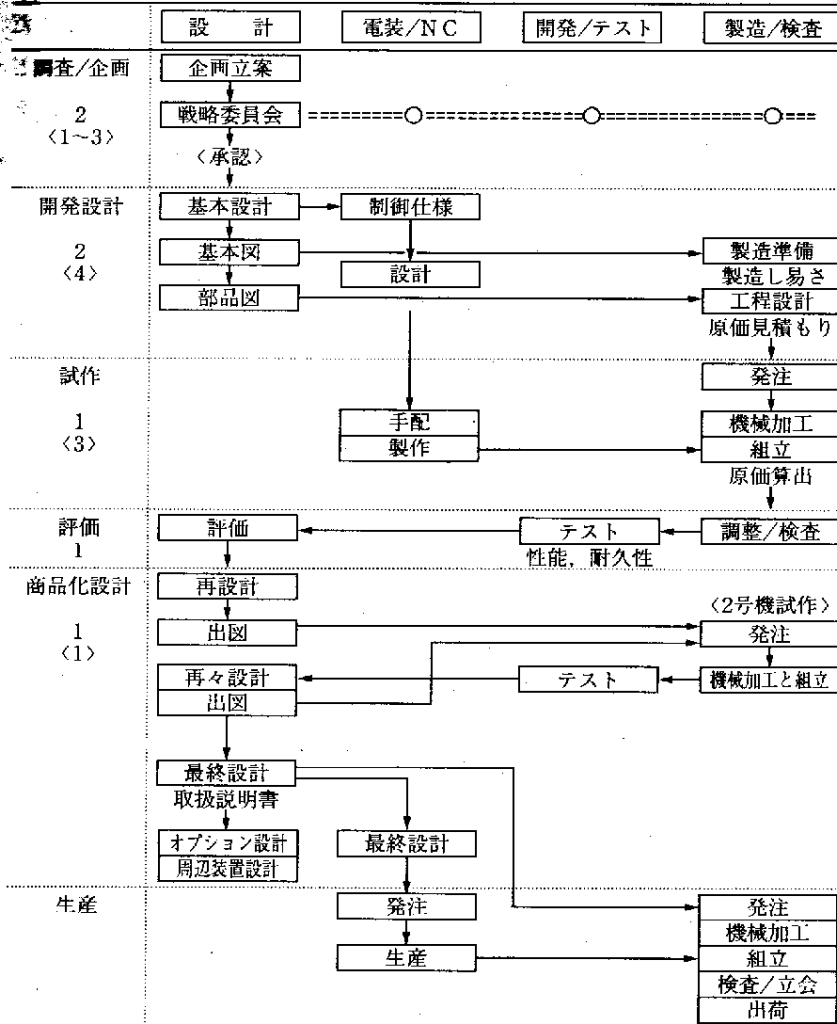 設　計
電装/NC
開発/テスト
製造/検査
調査/企画
2
〈1~3〉
企画立案
戦略委員会
〈承認〉
開発設計
2
〈4〉
基本設計
制御仕様
基本図
設計
部品図
製造準備
製造し易さ
工程設計
原価見積もり
試作
1
〈3〉
発注
手配
製作
機械加工
組立
原価算出
評価
1
評価
テスト
性能，耐久性
調整/検査
商品化設計
1
〈1〉
再設計
出図
〈2号機試作〉
発注
再々設計
出図
テスト
機械加工と組立
最終設計
取扱説明書
オプション設計
周辺装置設計
最終設計
生産
発注
生産
発注
機械加工
組立
検査/立会
出荷